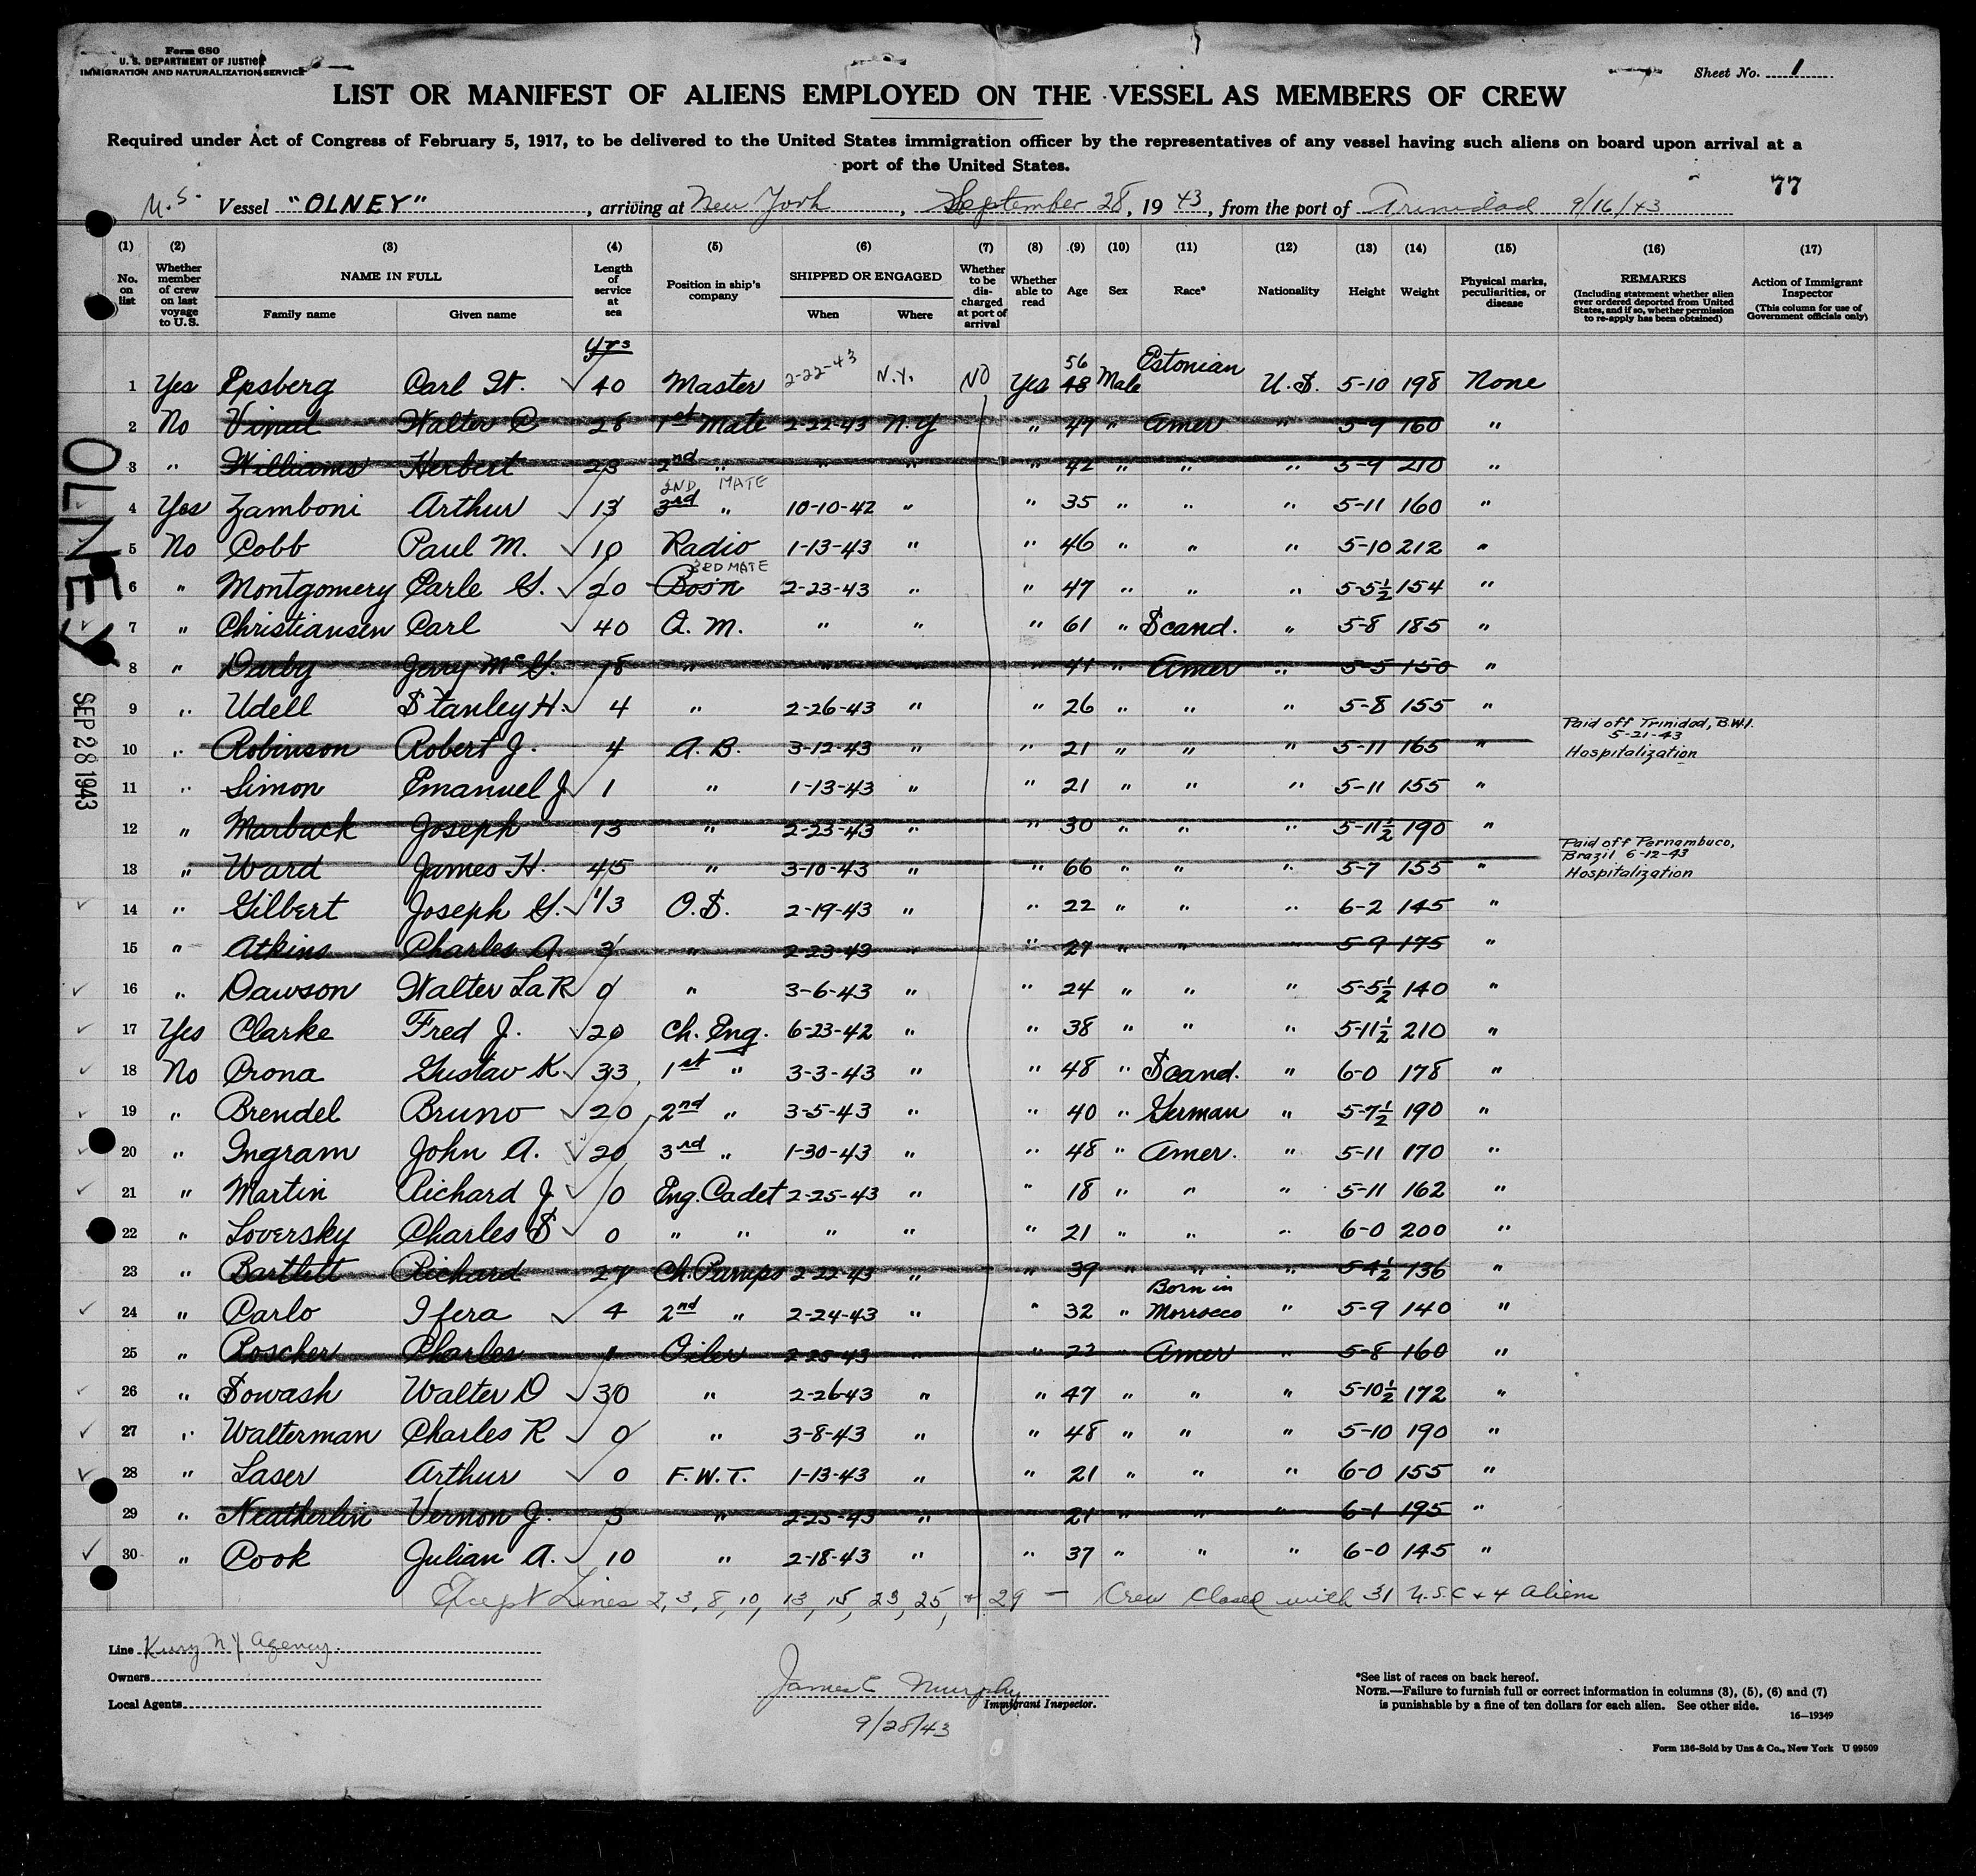 Form 680
U. S. DEPARTMENT OF JUSTICE
IMMIGRATION AND NATURALIZATION SERVICE
Sheet No. 1
LIST OR MANIFEST OF ALIENS EMPLOYED ON THE VESSEL AS MEMBERS OF CREW
Required under Act of Congress of February 5, 1917, to be delivered to the United States immigration officer by the representatives of any vessel having such aliens on board upon arrival at a
port of the United States.
77
U.S. Vessel "OLNEY", arriving at New York, September 28, 1943, from the port of Trinidad 9/16/43
(1) (2) (3) (4) (5) (6) (7) (8) (9) (10) (11) (12) (13) (14) (15) (16) (17)
No. on list
Whether member of crew on last voyage to U.S.
NAME IN FULL
Family name
Given name
Length of service at sea
Position in ship's company
SHIPPED OR ENGAGED
When
Where
Whether to be discharged at port of arrival
Whether able to read
Age
Sex
Race*
Nationality
Height
Weight
Physical marks, peculiarities, or disease
REMARKS
(Including statement whether alien ever ordered deported from United States, and if so, whether permission to re-apply has been obtained)
Action of Immigrant Inspector
(This column for use of Government officials only)
yrs
1 Yes Epsberg Carl W. 40 Master 2-22-43 N.Y. NO Yes 56 48 Male Estonian U.S. 5-10 198 None
2 No Vinal Walter C 28 1st Mate 2-22-43 N.Y " 47 " Amer " 5-9 160 "
3 " Williams Herbert 23 2nd " " " " 42 " " " 5-9 210 "
2ND MATE
4 Yes Zamboni Arthur 13 3rd " 10-10-42 " " 35 " " " 5-11 160 "
5 No Cobb Paul M. 10 Radio 1-13-43 " " 46 " " " 5-10 212 "
3RD MATE
6 " Montgomery Earle G. 20 Bos'n 2-23-43 " " 47 " " " 5-5½ 154 "
7 " Christiansen Carl 40 A. M. " " " 61 " Scand. " 5-8 185 "
8 " Darby Jerry McG. 18 " " " " 41 " Amer " 5-5 150 "
9 " Udell Stanley H. 4 " 2-26-43 " " 26 " " " 5-8 155 "
10 " Robinson Robert J. 4 A. B. 3-12-43 " " 21 " " " 5-11 165 " Paid off Trinidad, B.W.I. 5-21-43 Hospitalization
11 " Simon Emanuel J 1 " 1-13-43 " " 21 " " " 5-11 155 "
12 " Marbuck Joseph 13 " 2-23-43 " " 30 " " " 5-11½ 190 "
13 " Ward James H. 45 " 3-10-43 " " 66 " " " 5-7 155 " Paid off Pernambuco, Brazil 6-12-43 Hospitalization
14 " Gilbert Joseph G. 1/3 O.S. 2-19-43 " " 22 " " " 6-2 145 "
15 " Atkins Charles A. 3 " 2-23-43 " " 27 " " " 5-9 175 "
16 " Dawson Walter LaR 0 " 3-6-43 " " 24 " " " 5-5½ 140 "
17 Yes Clarke Fred J. 20 Ch. Eng. 6-23-42 " " 38 " " " 5-11½ 210 "
18 No Crona Gustav K. 33 1st " 3-3-43 " " 48 " Scand. " 6-0 178 "
19 " Brendel Bruno 20 2nd " 3-5-43 " " 40 " German " 5-7½ 190 "
20 " Ingram John A. 20 3rd " 1-30-43 " " 48 " Amer. " 5-11 170 "
21 " Martin Richard J. 0 Eng. Cadet 2-25-43 " " 18 " " " 5-11 162 "
22 " Loversky Charles S 0 " " " " " 21 " " " 6-0 200 "
23 " Bartlett Richard 27 Ch. Pumps 2-22-43 " " 39 " " " 5-4½ 136 "
24 " Carlo Ifera 4 2nd " 2-24-43 " " 32 " Born in Morroco " 5-9 140 "
25 " Roscher Charles 1 Oiler 2-25-43 " " 22 " Amer " 5-8 160 "
26 " Sowash Walter D 30 " 2-26-43 " " 47 " " " 5-10½ 172 "
27 " Walterman Charles R 0 " 3-8-43 " " 48 " " " 5-10 190 "
28 " Laser Arthur 0 F.W.T. 1-13-43 " " 21 " " " 6-0 155 "
29 " Neatherlin Vernon J. 3 " 2-25-43 " " 21 " " " 6-1 195 "
30 " Cook Julian A. 10 " 2-18-43 " " 37 " " " 6-0 145 "
Except Lines 2, 3, 8, 10, 13, 15, 23, 25, & 29 — Crew Closed with 31 U.S.C & 4 Aliens
OLNEY
SEP 28 1943
Line N Y Agency.
Owners
Local Agents
James E Murphy
Immigrant Inspector.
9/28/43
*See list of races on back hereof.
NOTE.—Failure to furnish full or correct information in columns (3), (5), (6) and (7)
is punishable by a fine of ten dollars for each alien. See other side.
16—19349
Form 136-Sold by Unz & Co., New York U 99509